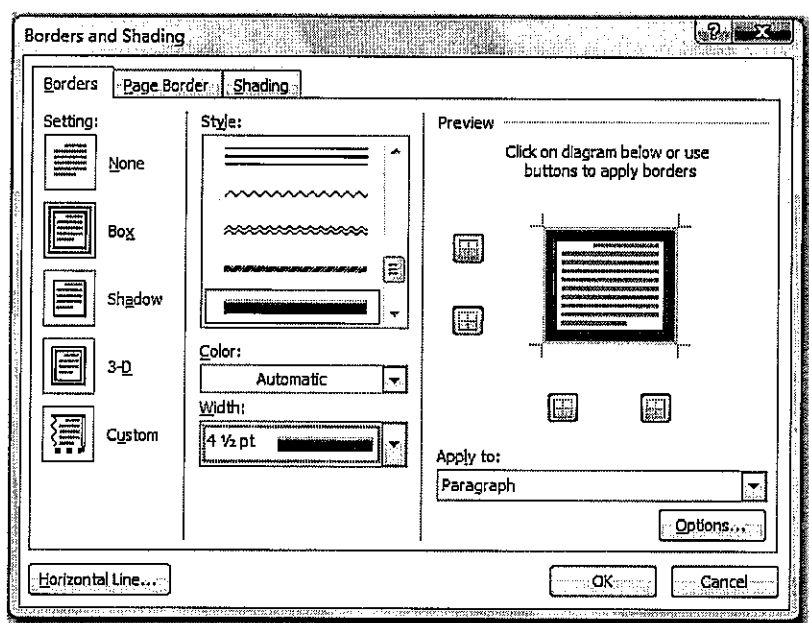 Borders and Shading
Borders
Page Border
Shading
Setting:
None
Box
Shadow
3-D
Custom
Style:
Color:
Automatic
Width:
4 ½ pt
Preview
Click on diagram below or use
buttons to apply borders
Apply to:
Paragraph
Options...
Horizontal Line...
OK
Cancel